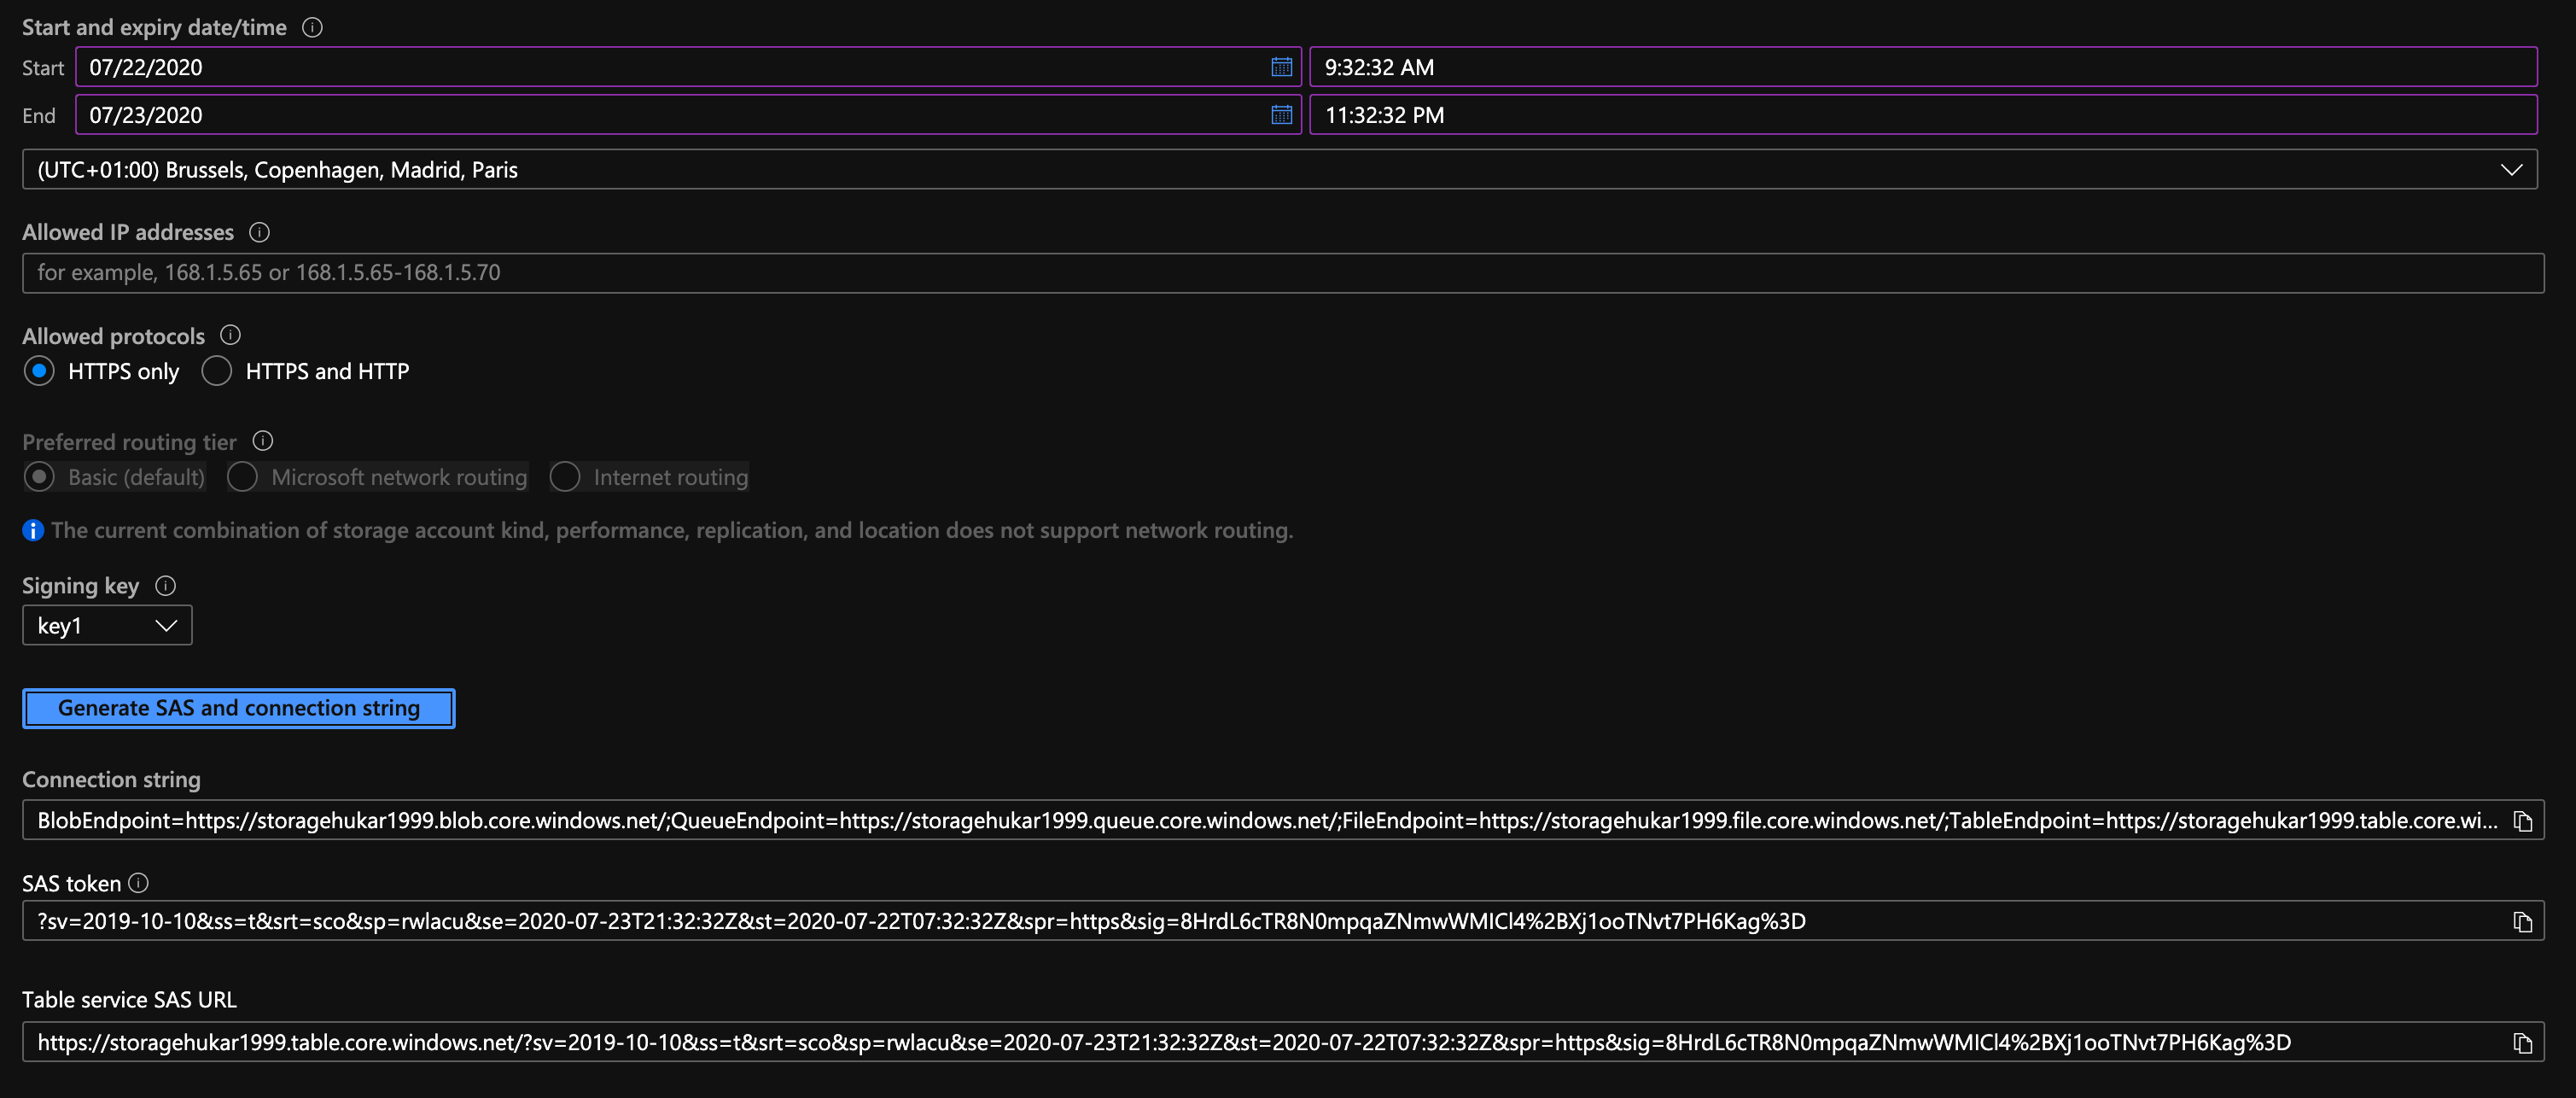 Start and expiry date/time
Start 07/22/2020 9:32:32 AM
End 07/23/2020 11:32:32 PM
(UTC+01:00) Brussels, Copenhagen, Madrid, Paris
Allowed IP addresses
for example, 168.1.5.65 or 168.1.5.65-168.1.5.70
Allowed protocols
HTTPS only HTTPS and HTTP
Preferred routing tier
Basic (default) Microsoft network routing Internet routing
The current combination of storage account kind, performance, replication, and location does not support network routing.
Signing key
key1
Generate SAS and connection string
Connection string
BlobEndpoint=https://storagehukar1999.blob.core.windows.net/;QueueEndpoint=https://storagehukar1999.queue.core.windows.net/;FileEndpoint=https://storagehukar1999.file.core.windows.net/;TableEndpoint=https://storagehukar1999.table.core.wi...
SAS token
?sv=2019-10-10&ss=t&srt=sco&sp=rwlacu&se=2020-07-23T21:32:32Z&st=2020-07-22T07:32:32Z&spr=https&sig=8HrdL6cTR8N0mpqaZNmwWMICl4%2BXj1ooTNvt7PH6Kag%3D
Table service SAS URL
https://storagehukar1999.table.core.windows.net/?sv=2019-10-10&ss=t&srt=sco&sp=rwlacu&se=2020-07-23T21:32:32Z&st=2020-07-22T07:32:32Z&spr=https&sig=8HrdL6cTR8N0mpqaZNmwWMICl4%2BXj1ooTNvt7PH6Kag%3D